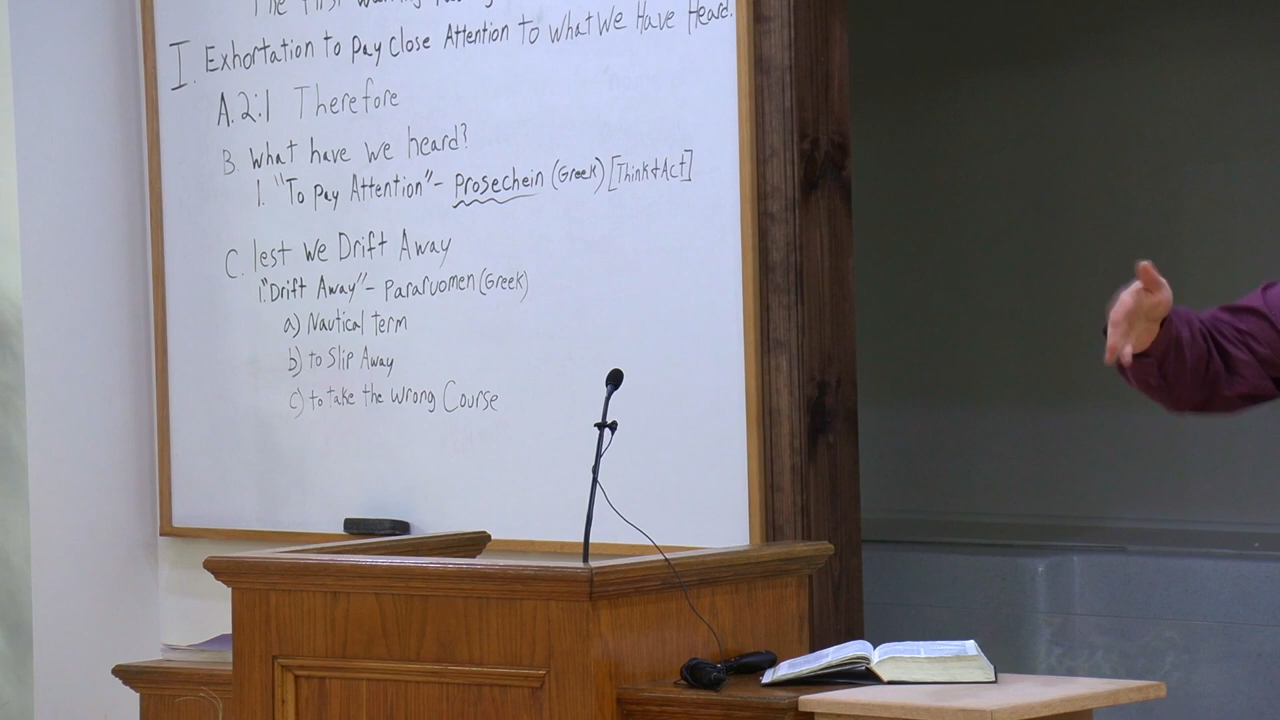 The First
I. Exhortation to Pay Close Attention to What We Have Heard.
A. 2:1 Therefore
B. What have we heard?
1. "To Pay Attention"- Prosechein (Greek) [Think & Act]
C. lest we Drift Away
1. "Drift Away"- Pararuomen (Greek)
a) Nautical term
b) to Slip Away
c) to take the Wrong Course